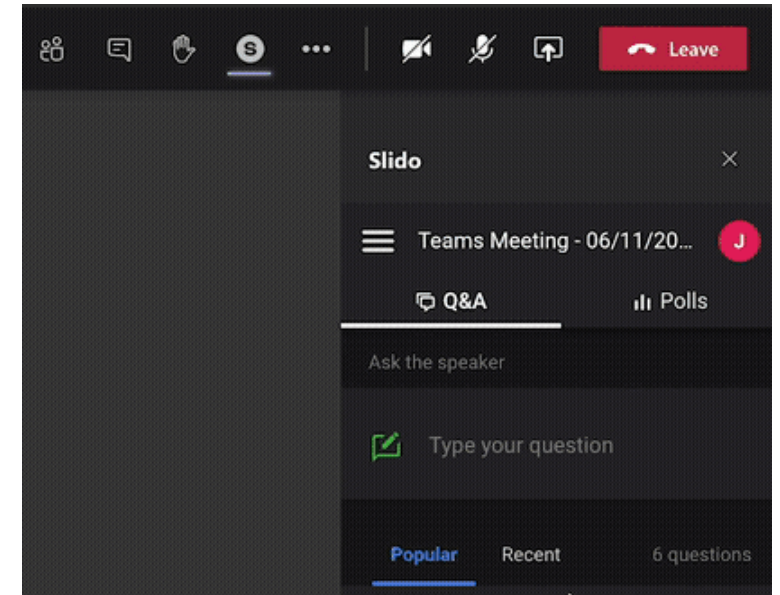 S
Leave
Slido
Teams Meeting - 06/11/20...
J
Q&A
Polls
Ask the speaker
Type your question
Popular
Recent
6 questions